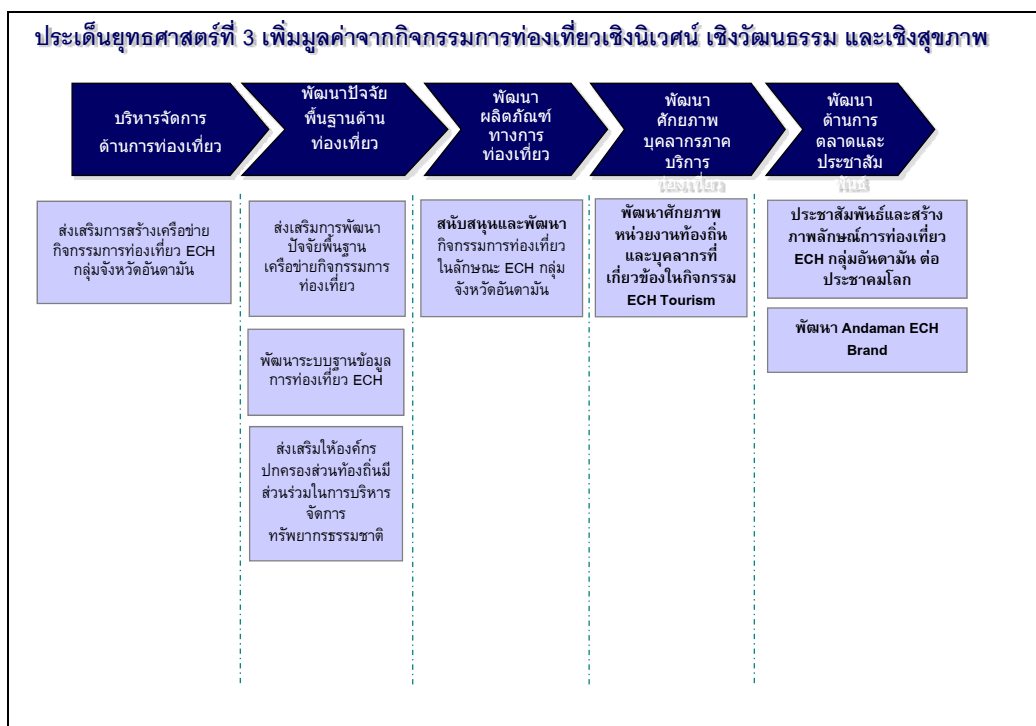 ประเด็นยุทธศาสตร์ที่ 3 เพิ่มมูลค่าจากกิจกรรมการท่องเที่ยวเชิงนิเวศน์ เชิงวัฒนธรรม และเชิงสุขภาพ
บริหารจัดการ
ด้านการท่องเที่ยว
พัฒนาปัจจัย
พื้นฐานด้าน
ท่องเที่ยว
พัฒนา
ผลิตภัณฑ์
ทางการ
ท่องเที่ยว
พัฒนา
ศักยภาพ
บุคลากรภาค
บริการ
ท่องเที่ยว
พัฒนา
ด้านการ
ตลาดและ
ประชาสัม
พันธ์
ส่งเสริมการสร้างเครือข่าย
กิจกรรมการท่องเที่ยว ECH
กลุ่มจังหวัดอันดามัน
ส่งเสริมการพัฒนา
ปัจจัยพื้นฐาน
เครือข่ายกิจกรรมการ
ท่องเที่ยว
พัฒนาระบบฐานข้อมูล
การท่องเที่ยว ECH
ส่งเสริมให้องค์กร
ปกครองส่วนท้องถิ่นมี
ส่วนร่วมในการบริหาร
จัดการ
ทรัพยากรธรรมชาติ
สนับสนุนและพัฒนา
กิจกรรมการท่องเที่ยว
ในลักษณะ ECH กลุ่ม
จังหวัดอันดามัน
พัฒนาศักยภาพ
หน่วยงานท้องถิ่น
และบุคลากรที่
เกี่ยวข้องในกิจกรรม
ECH Tourism
ประชาสัมพันธ์และสร้าง
ภาพลักษณ์การท่องเที่ยว
ECH กลุ่มอันดามัน ต่อ
ประชาคมโลก
พัฒนา Andaman ECH
Brand